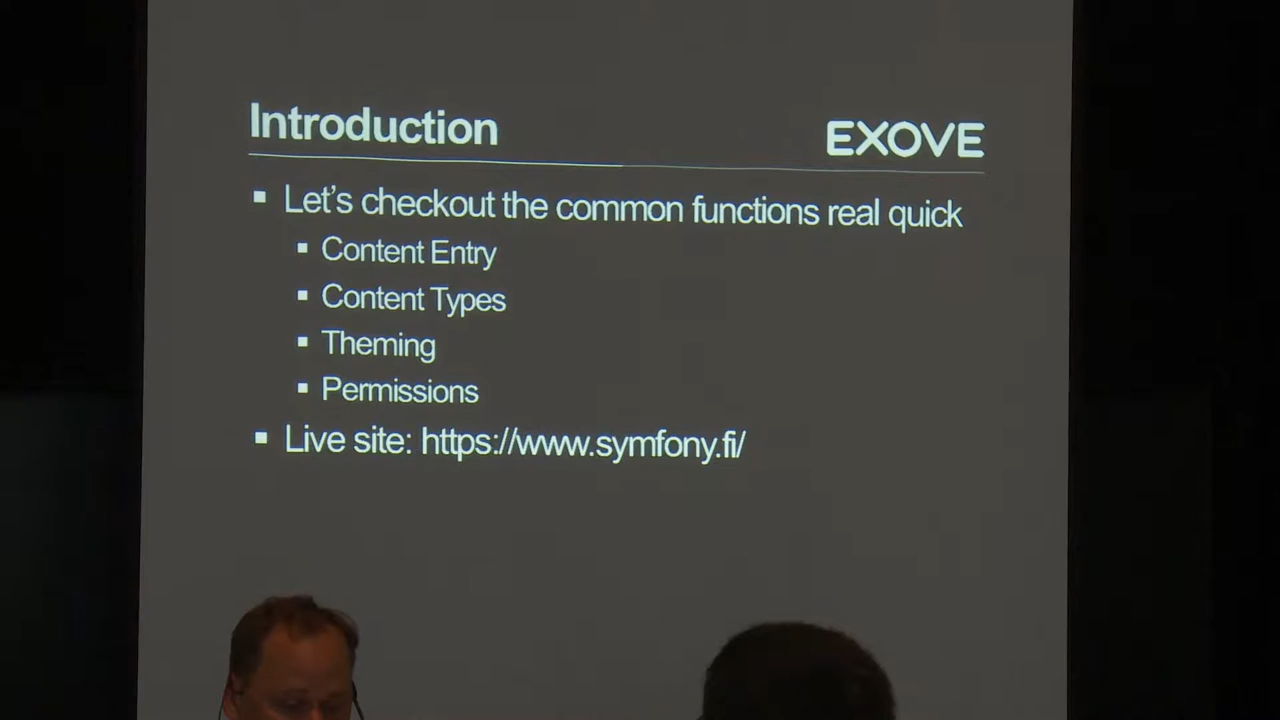 Introduction
EXOVE
Let's checkout the common functions real quick
Content Entry
Content Types
Theming
Permissions
Live site: https://www.symfony.fi/